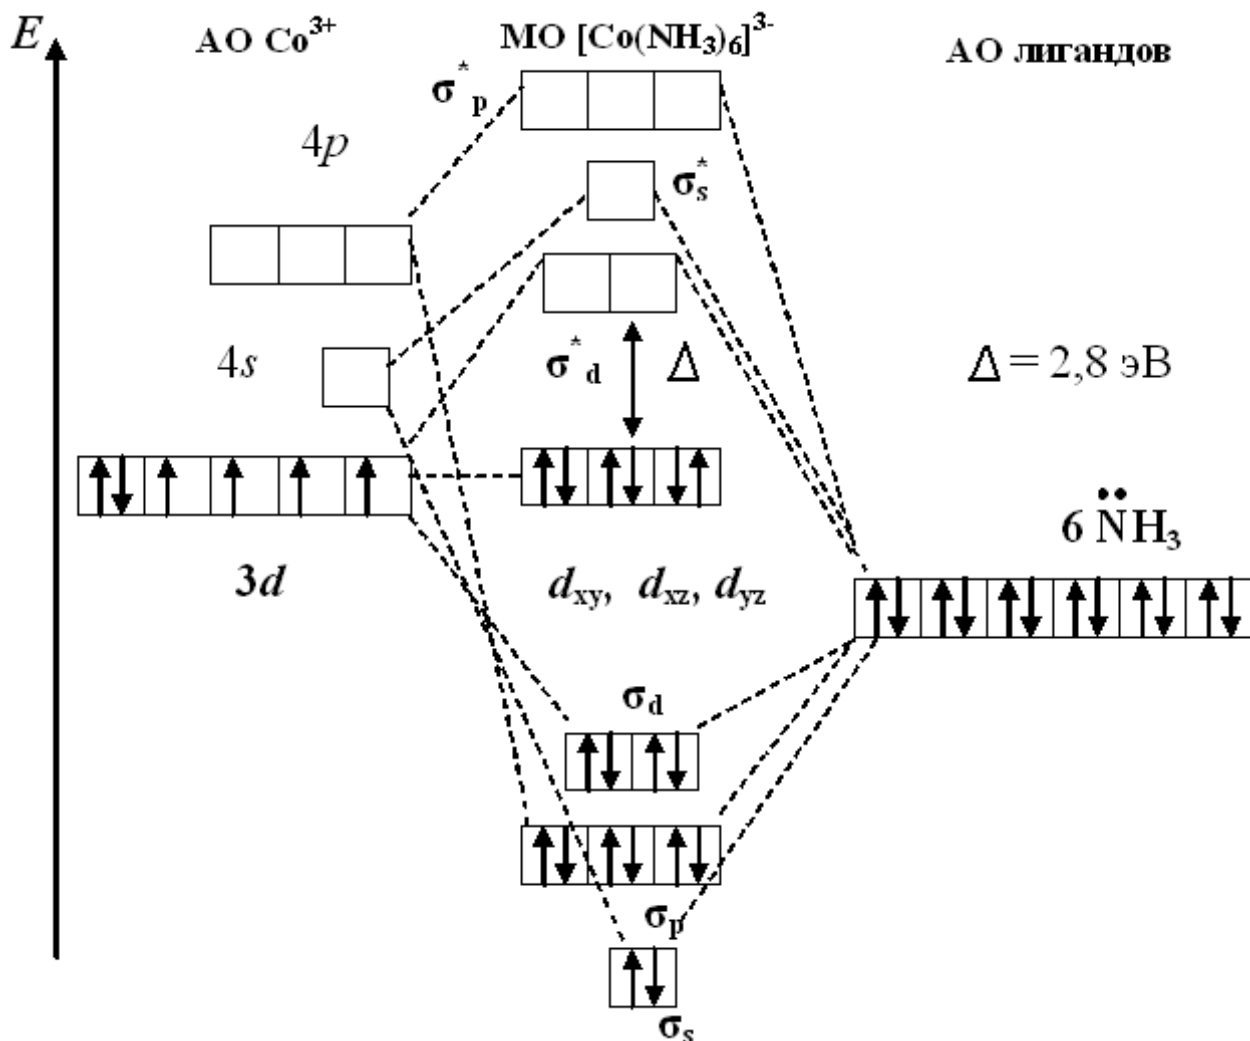 E
АО Co³⁺
МО [Co(NH₃)₆]³⁻
АО лигандов
σ*p
4p
σs*
4s
σ*d
Δ
Δ = 2,8 эВ
6 N̈H₃
3d
dxy, dxz, dyz
σd
σp
σs